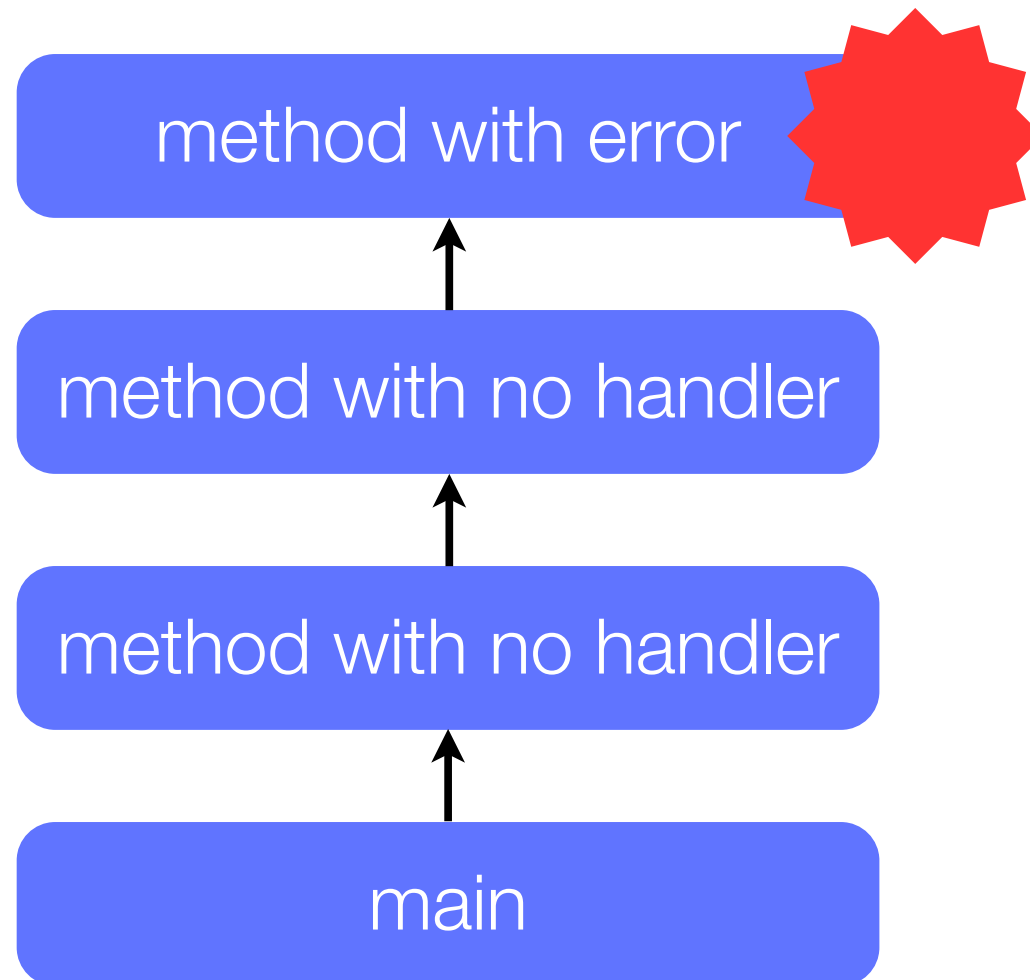 method with error
method with no handler
method with no handler
main